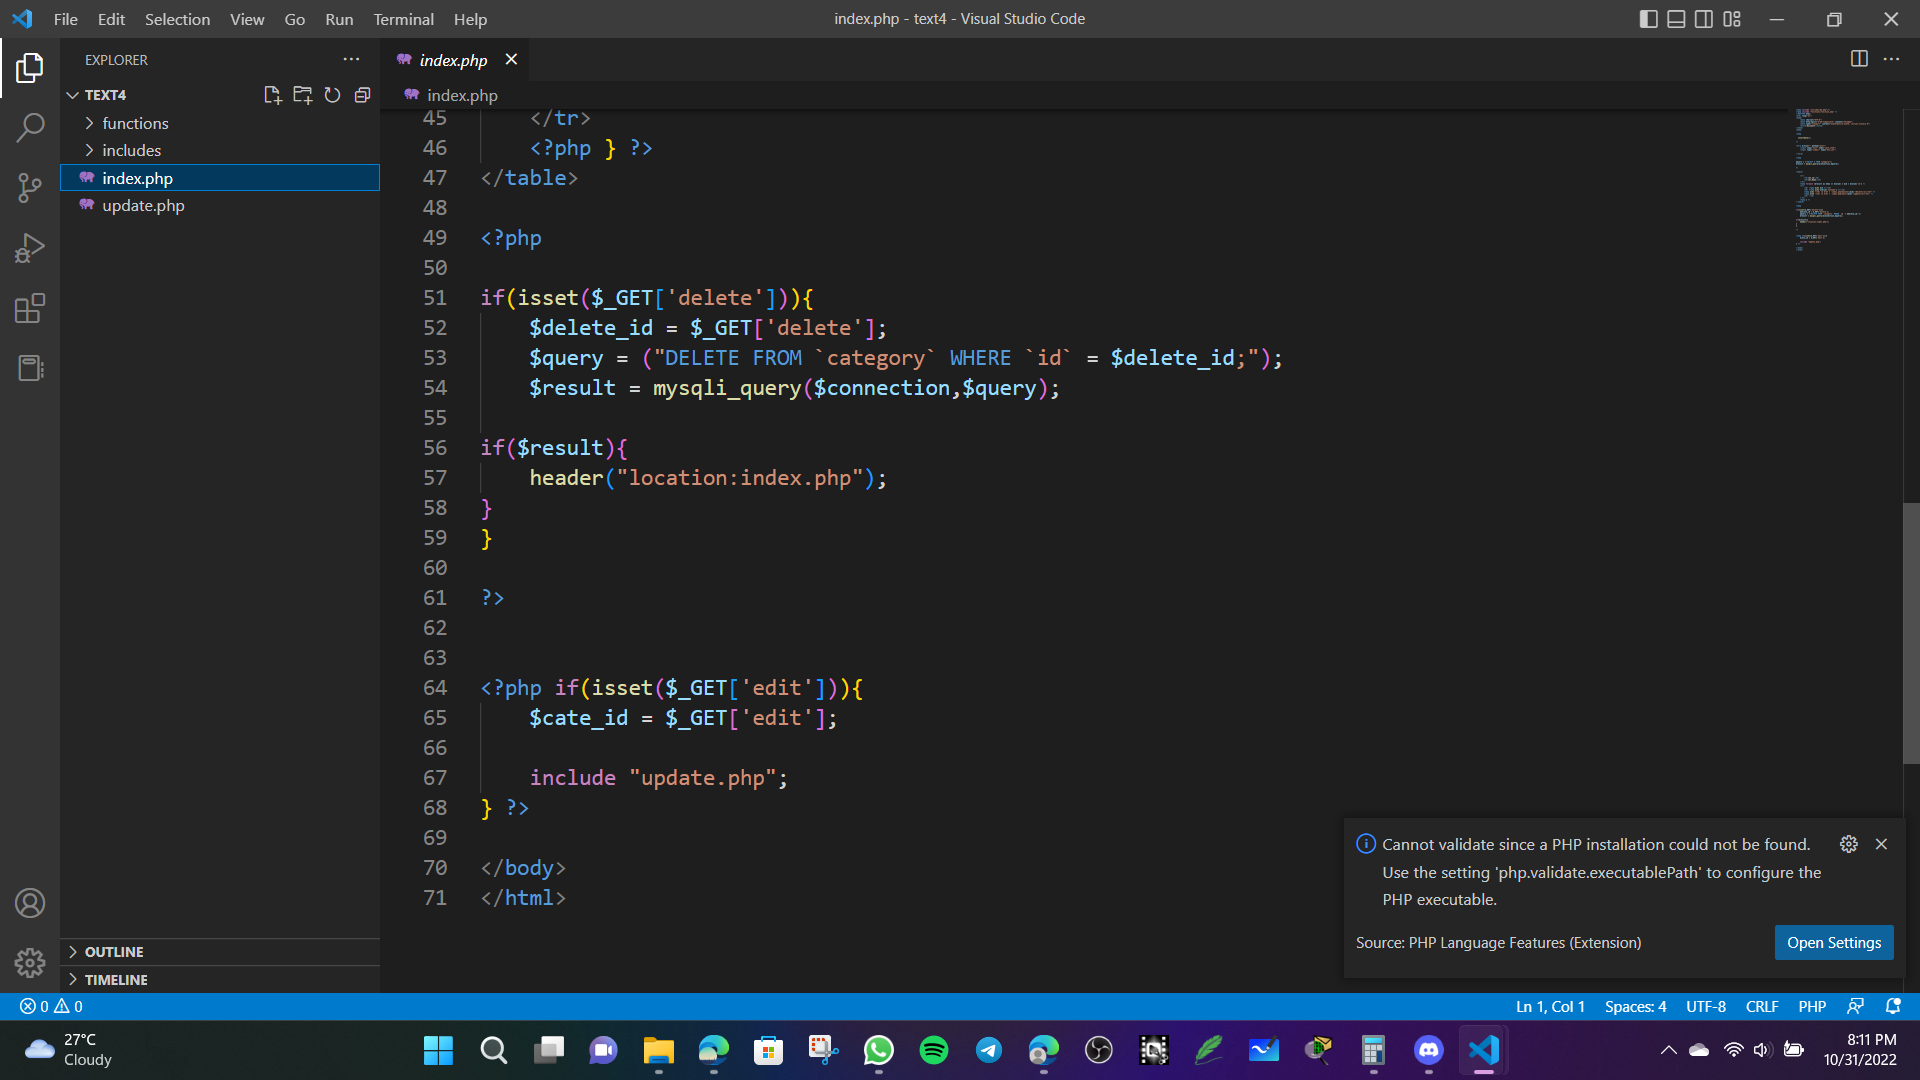 File Edit Selection View Go Run Terminal Help
index.php - text4 - Visual Studio Code
EXPLORER
TEXT4
functions
includes
index.php
update.php
OUTLINE
TIMELINE
index.php
index.php
45 </tr>
46 <?php } ?>
47 </table>
48
49 <?php
50
51 if(isset($_GET['delete'])){
52 $delete_id = $_GET['delete'];
53 $query = ("DELETE FROM `category` WHERE `id` = $delete_id;");
54 $result = mysqli_query($connection,$query);
55
56 if($result){
57 header("location:index.php");
58 }
59 }
60
61 ?>
62
63
64 <?php if(isset($_GET['edit'])){
65 $cate_id = $_GET['edit'];
66
67 include "update.php";
68 } ?>
69
70 </body>
71 </html>
Cannot validate since a PHP installation could not be found.
Use the setting 'php.validate.executablePath' to configure the
PHP executable.
Source: PHP Language Features (Extension)
Open Settings
0 0
Ln 1, Col 1 Spaces: 4 UTF-8 CRLF PHP
27°C
Cloudy
8:11 PM
10/31/2022